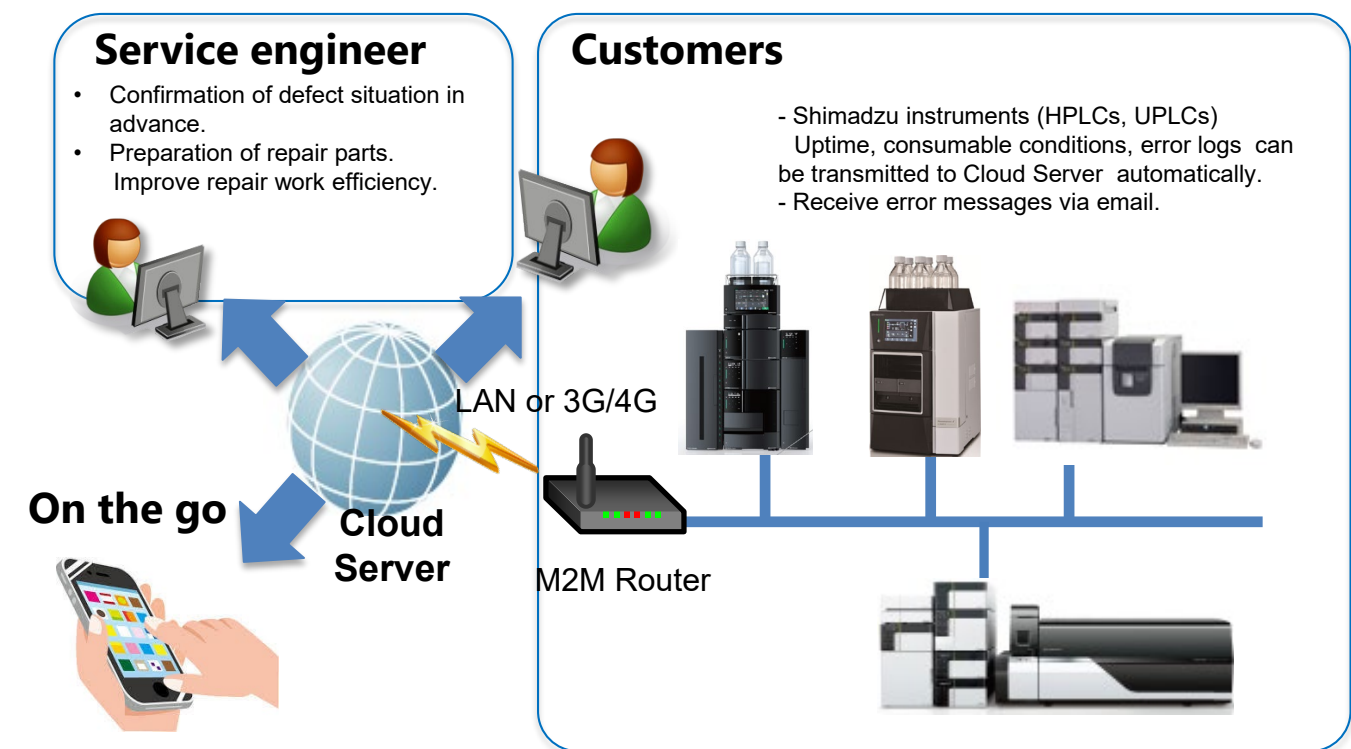 Service engineer
• Confirmation of defect situation in
advance.
• Preparation of repair parts.
Improve repair work efficiency.
Customers
- Shimadzu instruments (HPLCs, UPLCs)
Uptime, consumable conditions, error logs can
be transmitted to Cloud Server automatically.
- Receive error messages via email.
LAN or 3G/4G
On the go
Cloud
Server
M2M Router